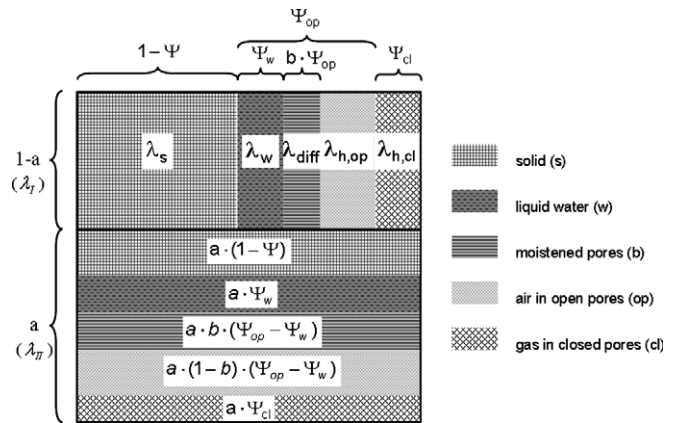 Ψop
1 – Ψ Ψw b · Ψop Ψcl
1-a
(λI)
λs λw λdiff λh,op λh,cl
a
(λII)
a · (1 – Ψ)
a · Ψw
a · b · (Ψop – Ψw)
a · (1 – b) · (Ψop – Ψw)
a · Ψcl
solid (s)
liquid water (w)
moistened pores (b)
air in open pores (op)
gas in closed pores (cl)